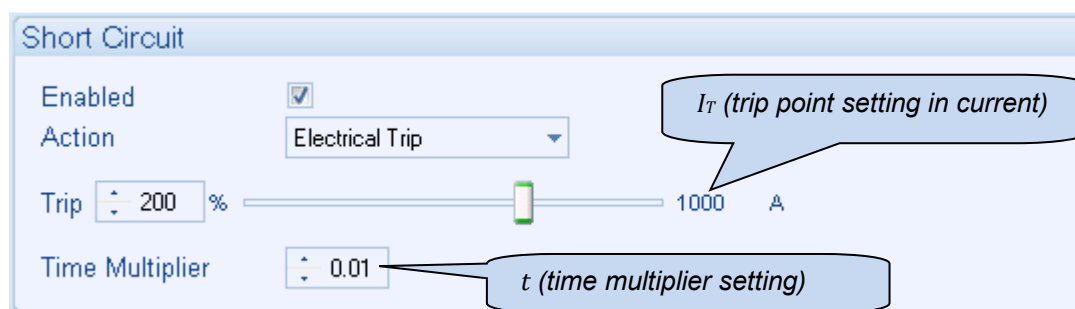 Short Circuit
Enabled
Action Electrical Trip
Trip 200 % 1000 A
Time Multiplier 0.01
I_T (trip point setting in current)
t (time multiplier setting)